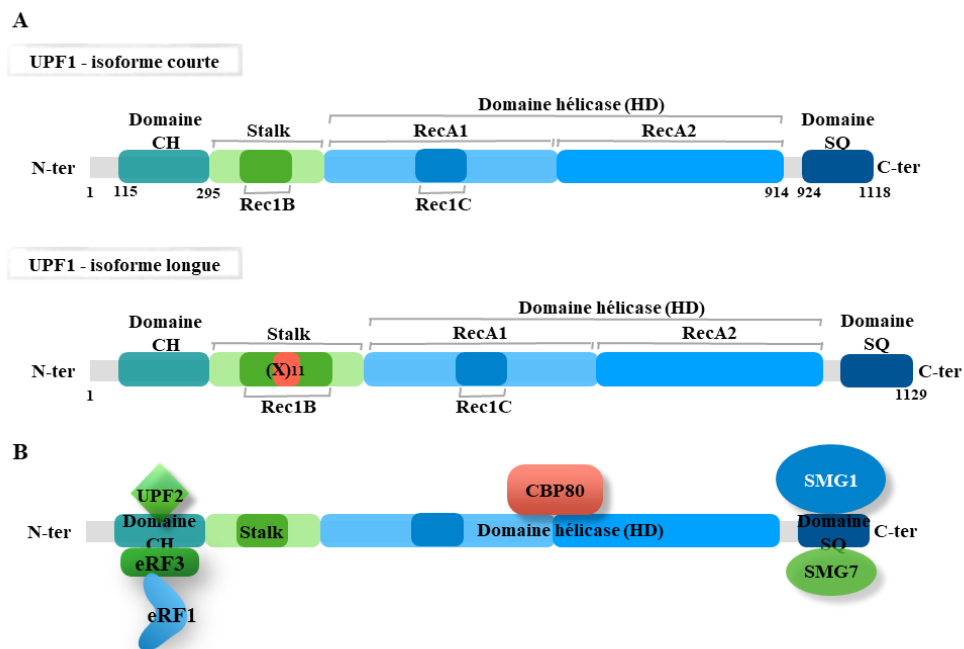 A
UPF1 - isoforme courte
Domaine hélicase (HD)
Domaine
CH
Stalk
RecA1
RecA2
Domaine
SQ
N-ter
C-ter
1
115
295
Rec1B
Rec1C
914
924
1118
UPF1 - isoforme longue
Domaine hélicase (HD)
Domaine
CH
Stalk
RecA1
RecA2
Domaine
SQ
N-ter
(X)11
C-ter
1
Rec1B
Rec1C
1129
B
UPF2
CBP80
SMG1
N-ter
Domaine
CH
Stalk
Domaine hélicase (HD)
Domaine
SQ
C-ter
eRF3
SMG7
eRF1